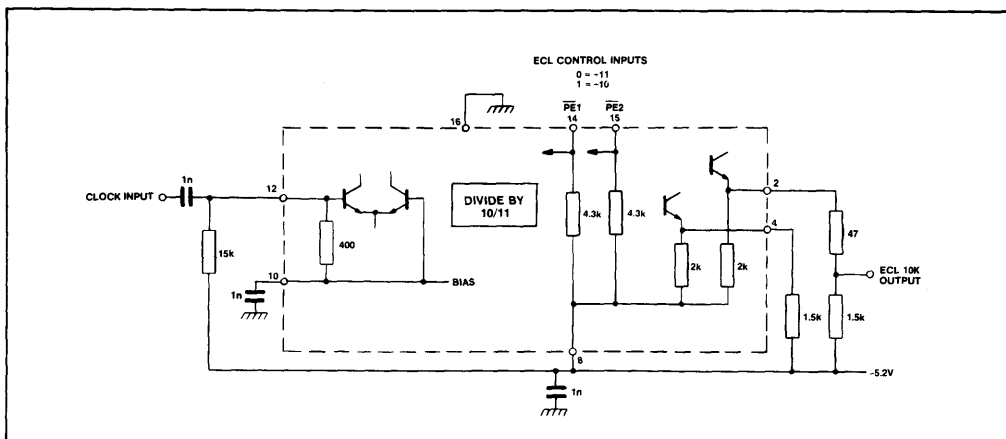 ECL CONTROL INPUTS
0 = -11
1 = -10
PE1
PE2
14
15
16
CLOCK INPUT
1n
12
15k
400
10
1n
BIAS
DIVIDE BY
10/11
4.3k
4.3k
2k
2k
2
4
47
ECL 10K
OUTPUT
1.5k
1.5k
8
-5.2V
1n